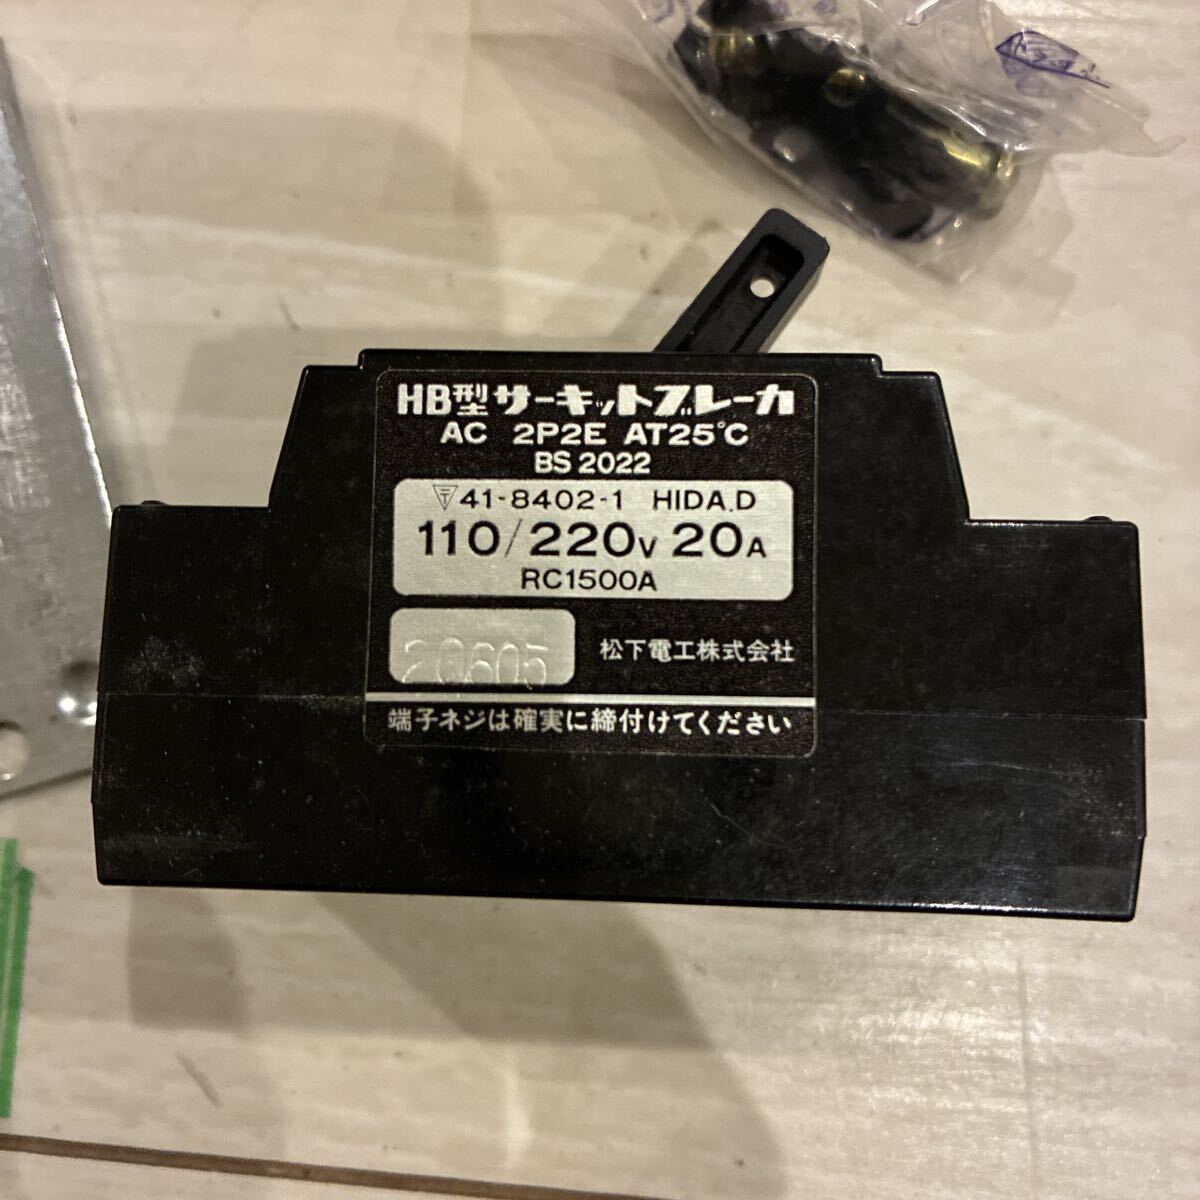 HB型サーキットブレーカ
AC 2P2E AT25°C
BS 2022
41-8402-1 HIDA.D
110/220V 20A
RC1500A
20605
松下電工株式会社
端子ネジは確実に締付けてください